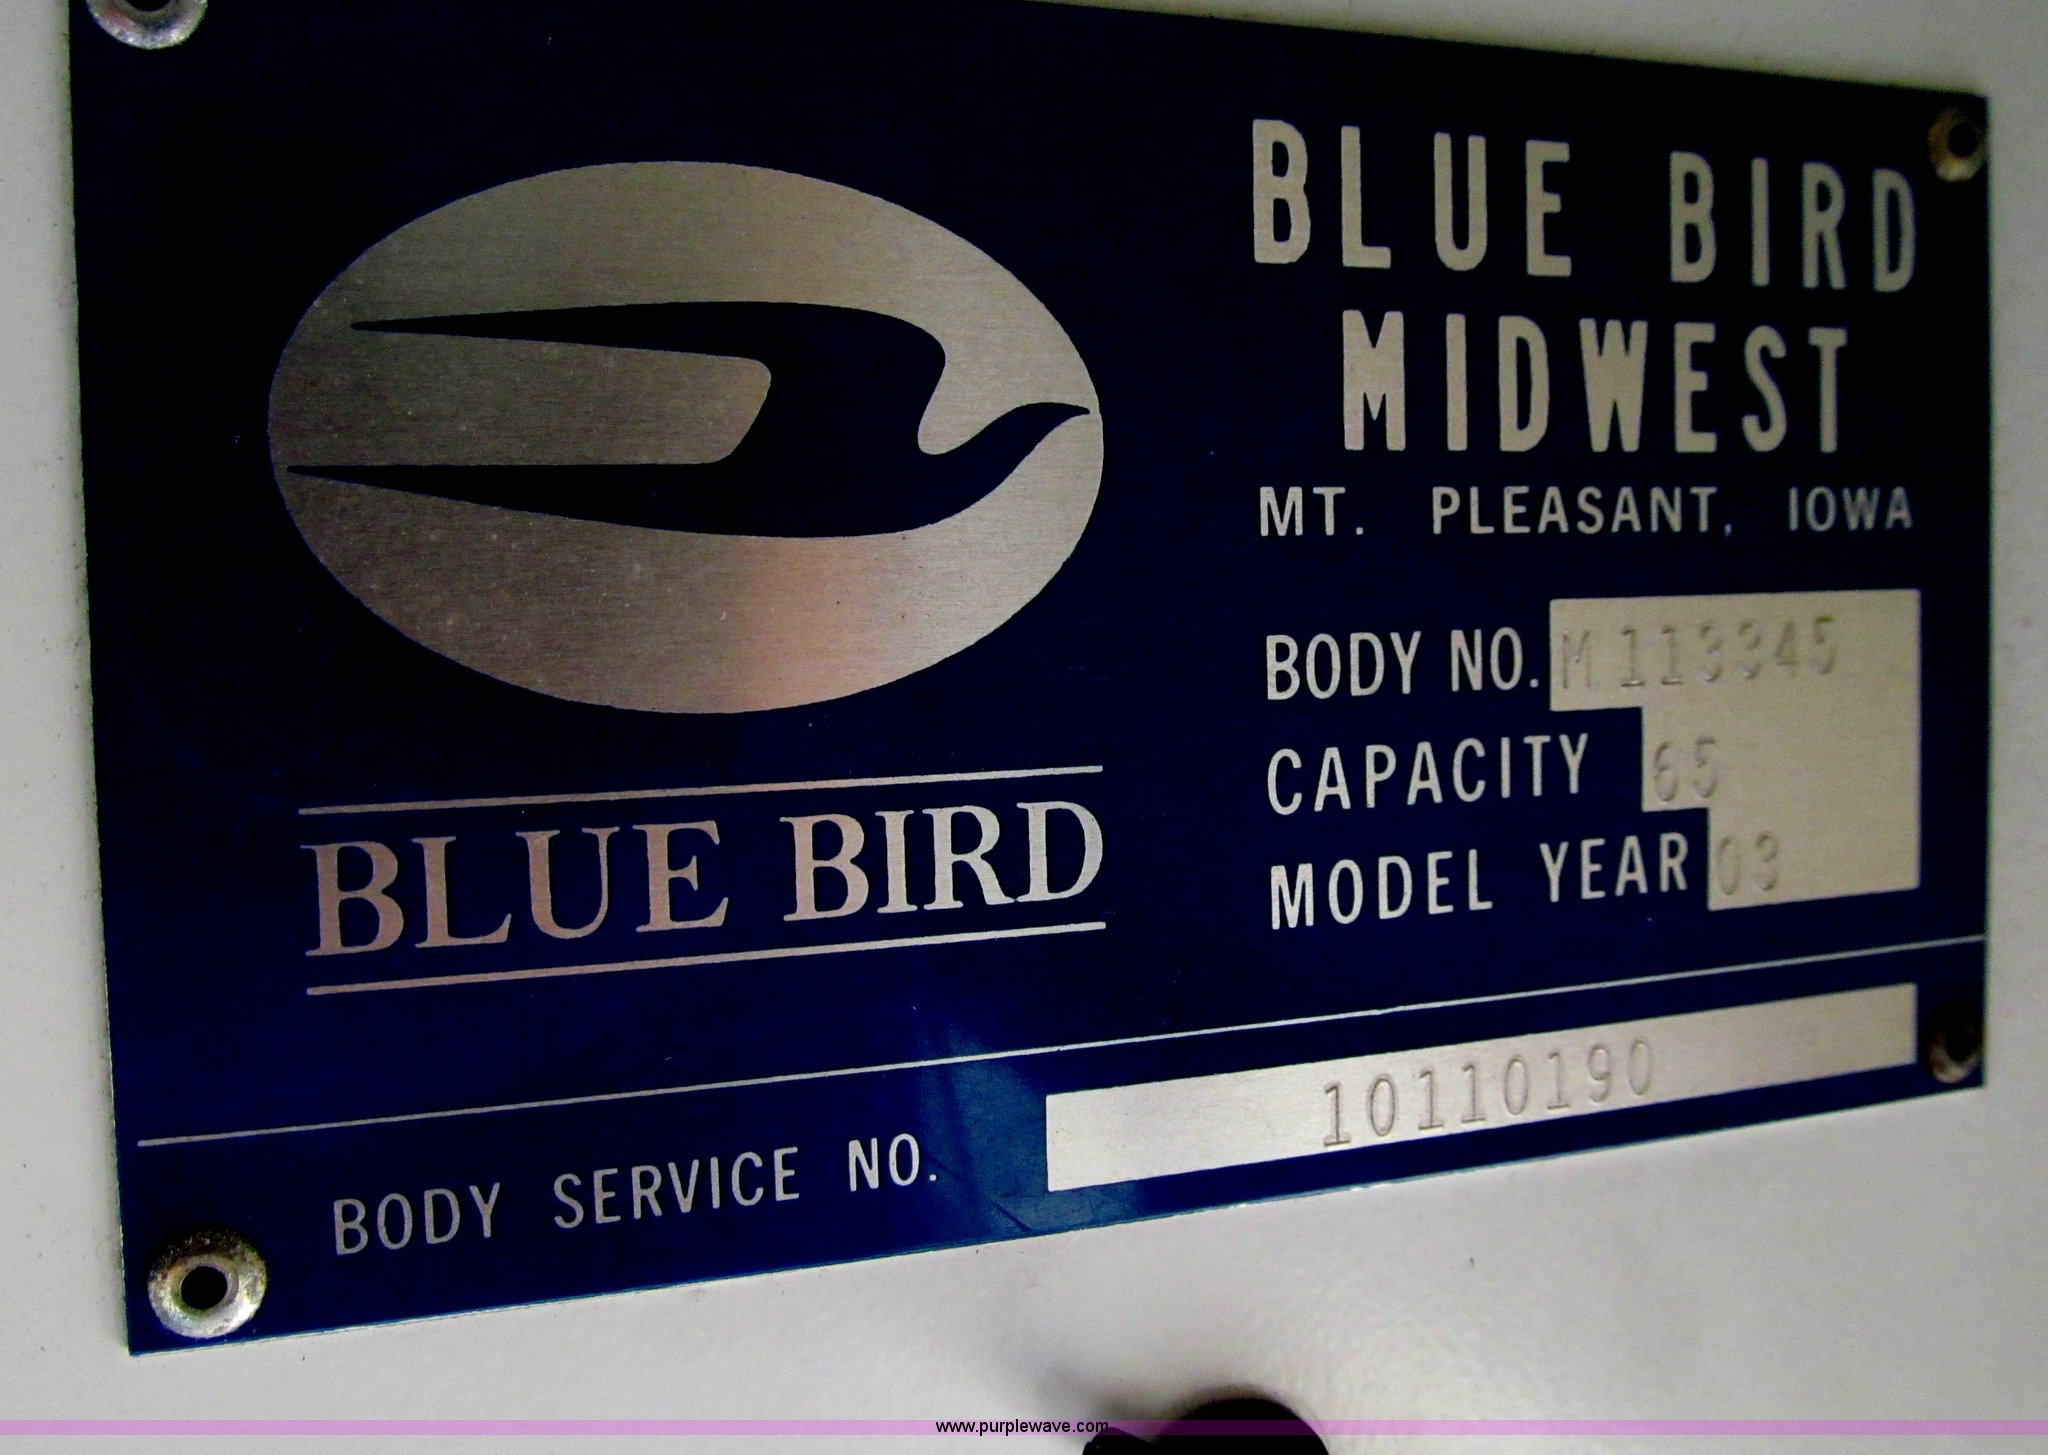 BLUE BIRD
MIDWEST
MT. PLEASANT, IOWA
BODY NO. M113345
CAPACITY 65
MODEL YEAR 03
BLUE BIRD
BODY SERVICE NO. 10110190
www.purplewave.com